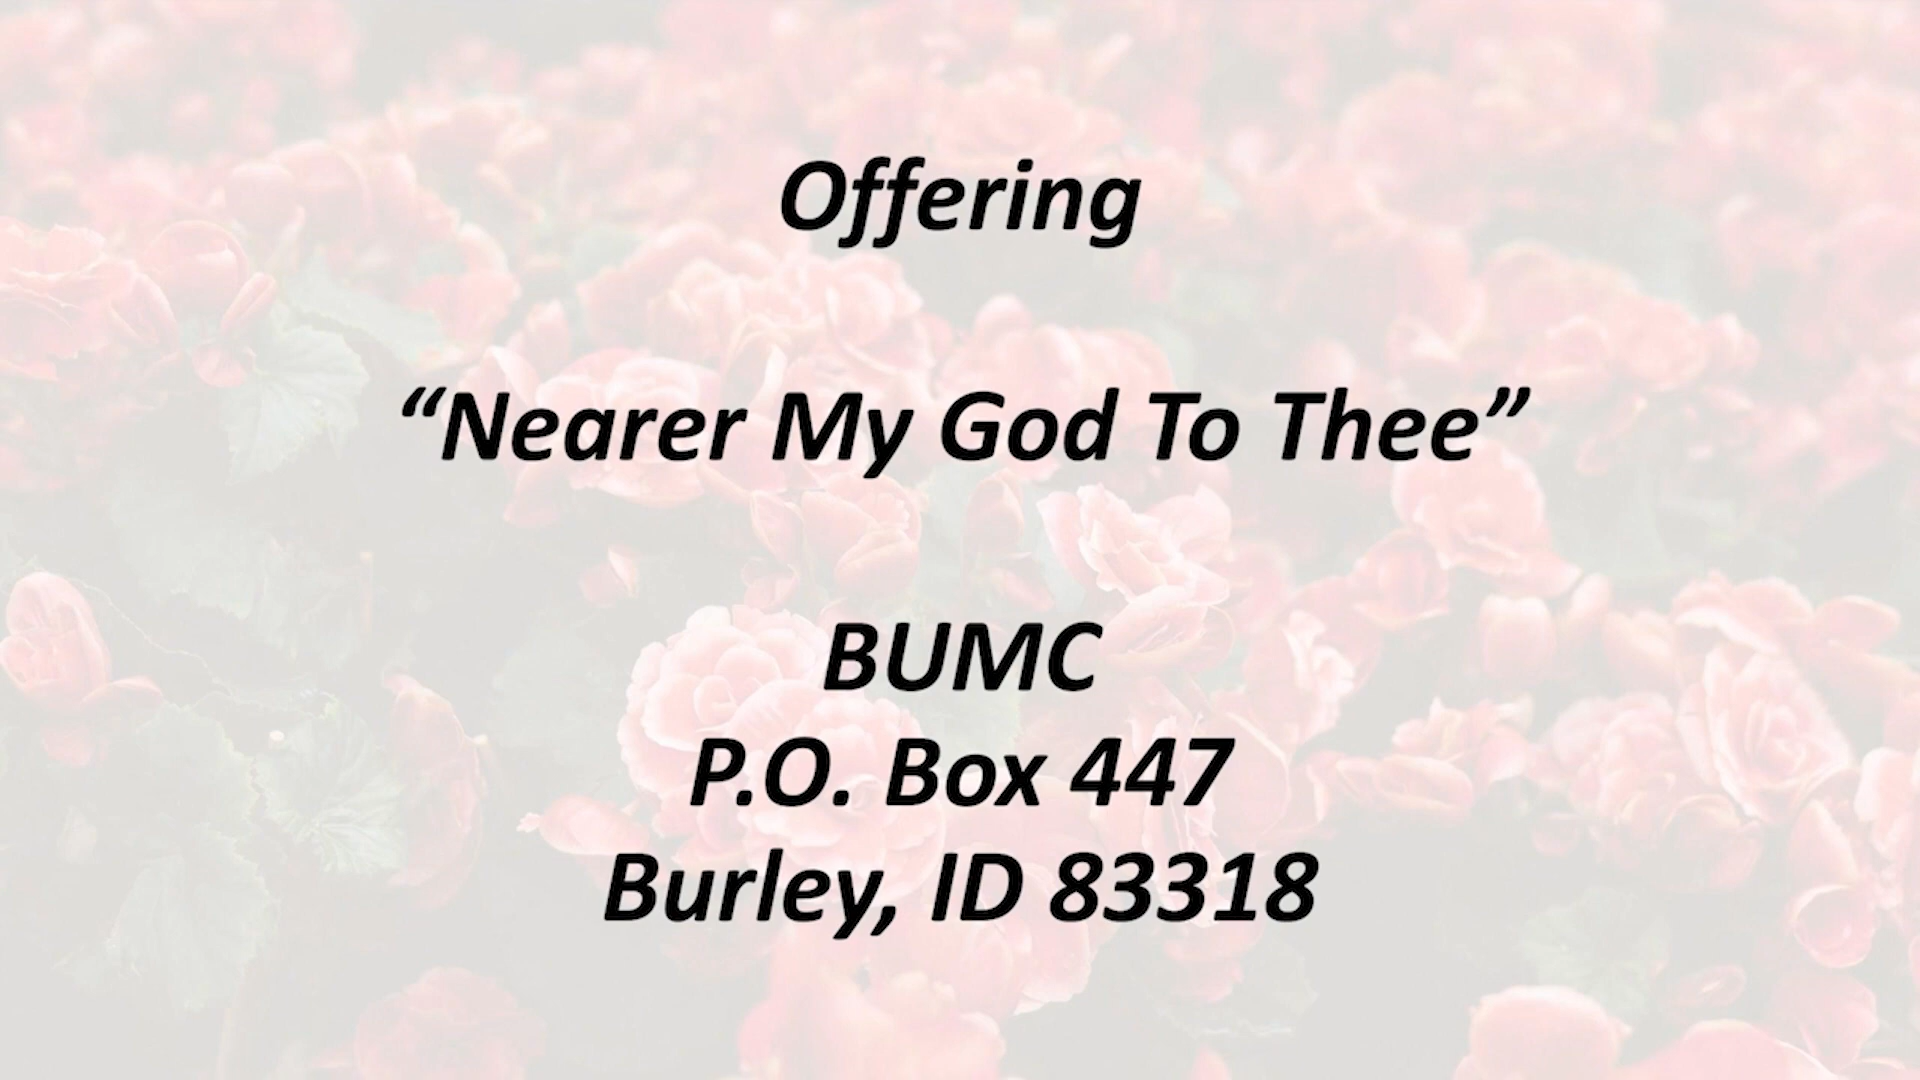 Offering
“Nearer My God To Thee”
BUMC
P.O. Box 447
Burley, ID 83318